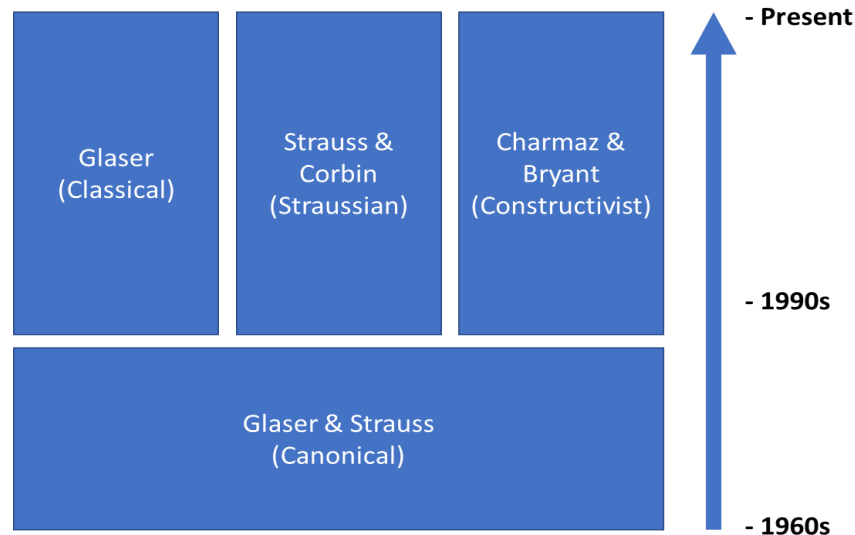 Glaser
(Classical)
Strauss &
Corbin
(Straussian)
Charmaz &
Bryant
(Constructivist)
Glaser & Strauss
(Canonical)
- Present
- 1990s
- 1960s